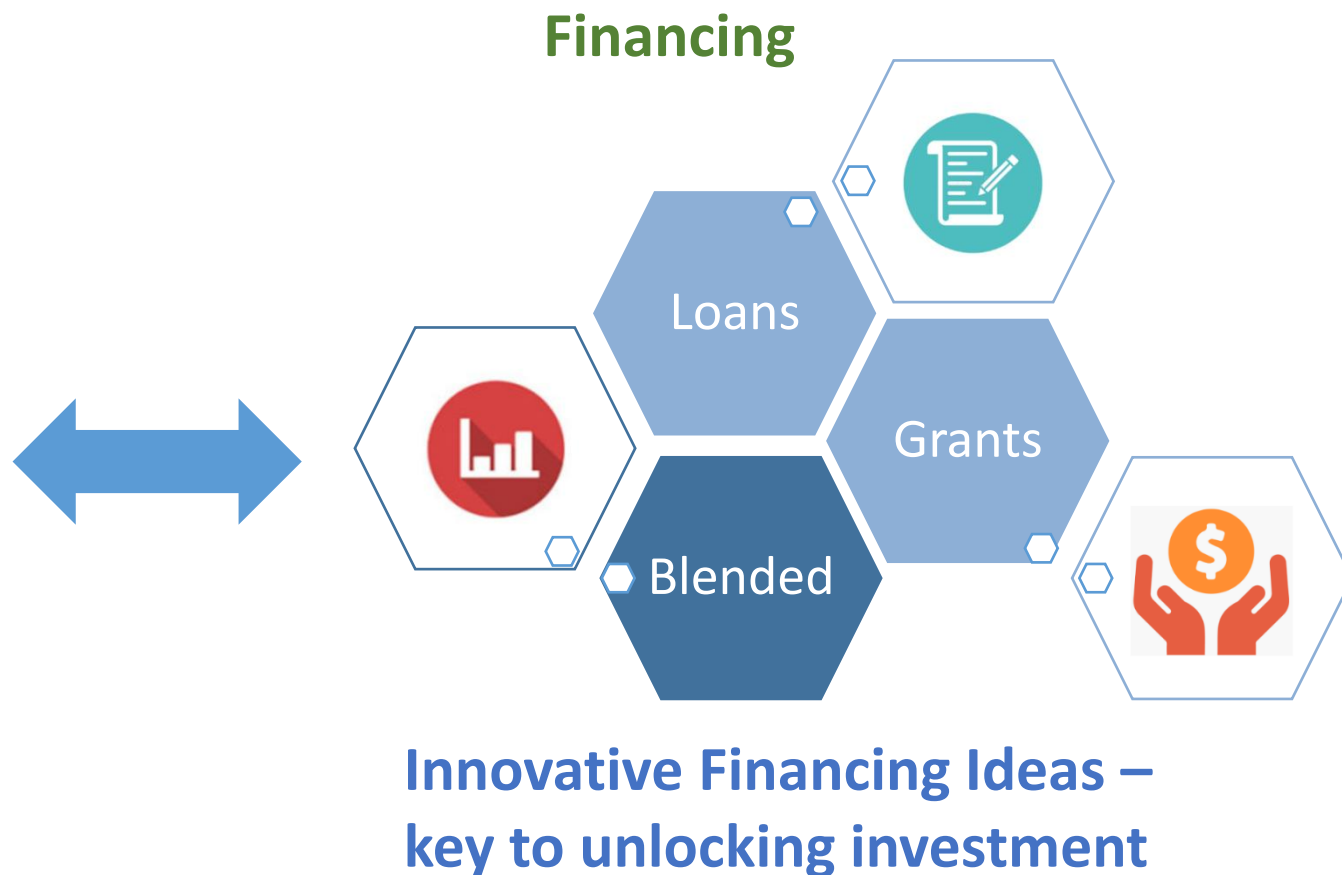 Financing
Loans
Grants
Blended
$
Innovative Financing Ideas –
key to unlocking investment